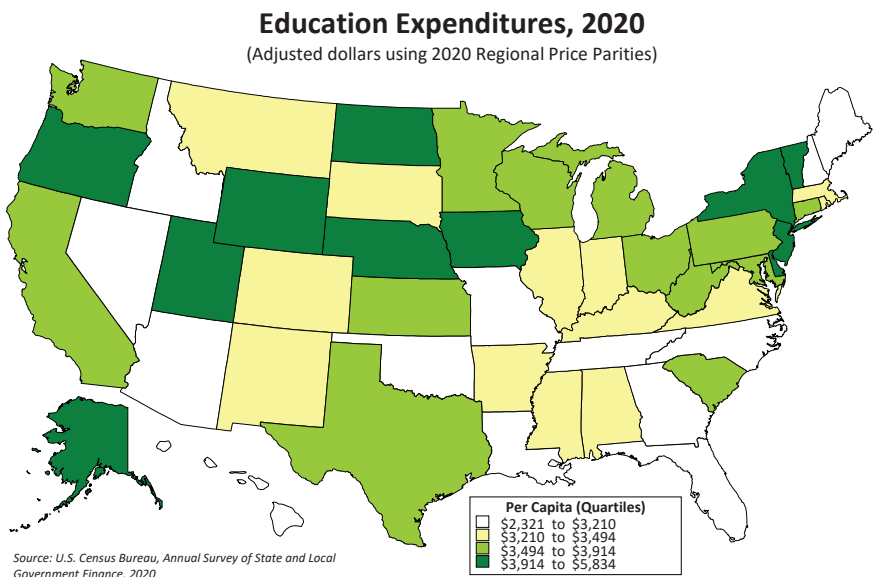 Education Expenditures, 2020
(Adjusted dollars using 2020 Regional Price Parities)
Per Capita (Quartiles)
$2,321 to $3,210
$3,210 to $3,494
$3,494 to $3,914
$3,914 to $5,834
Source: U.S. Census Bureau, Annual Survey of State and Local
Government Finance, 2020